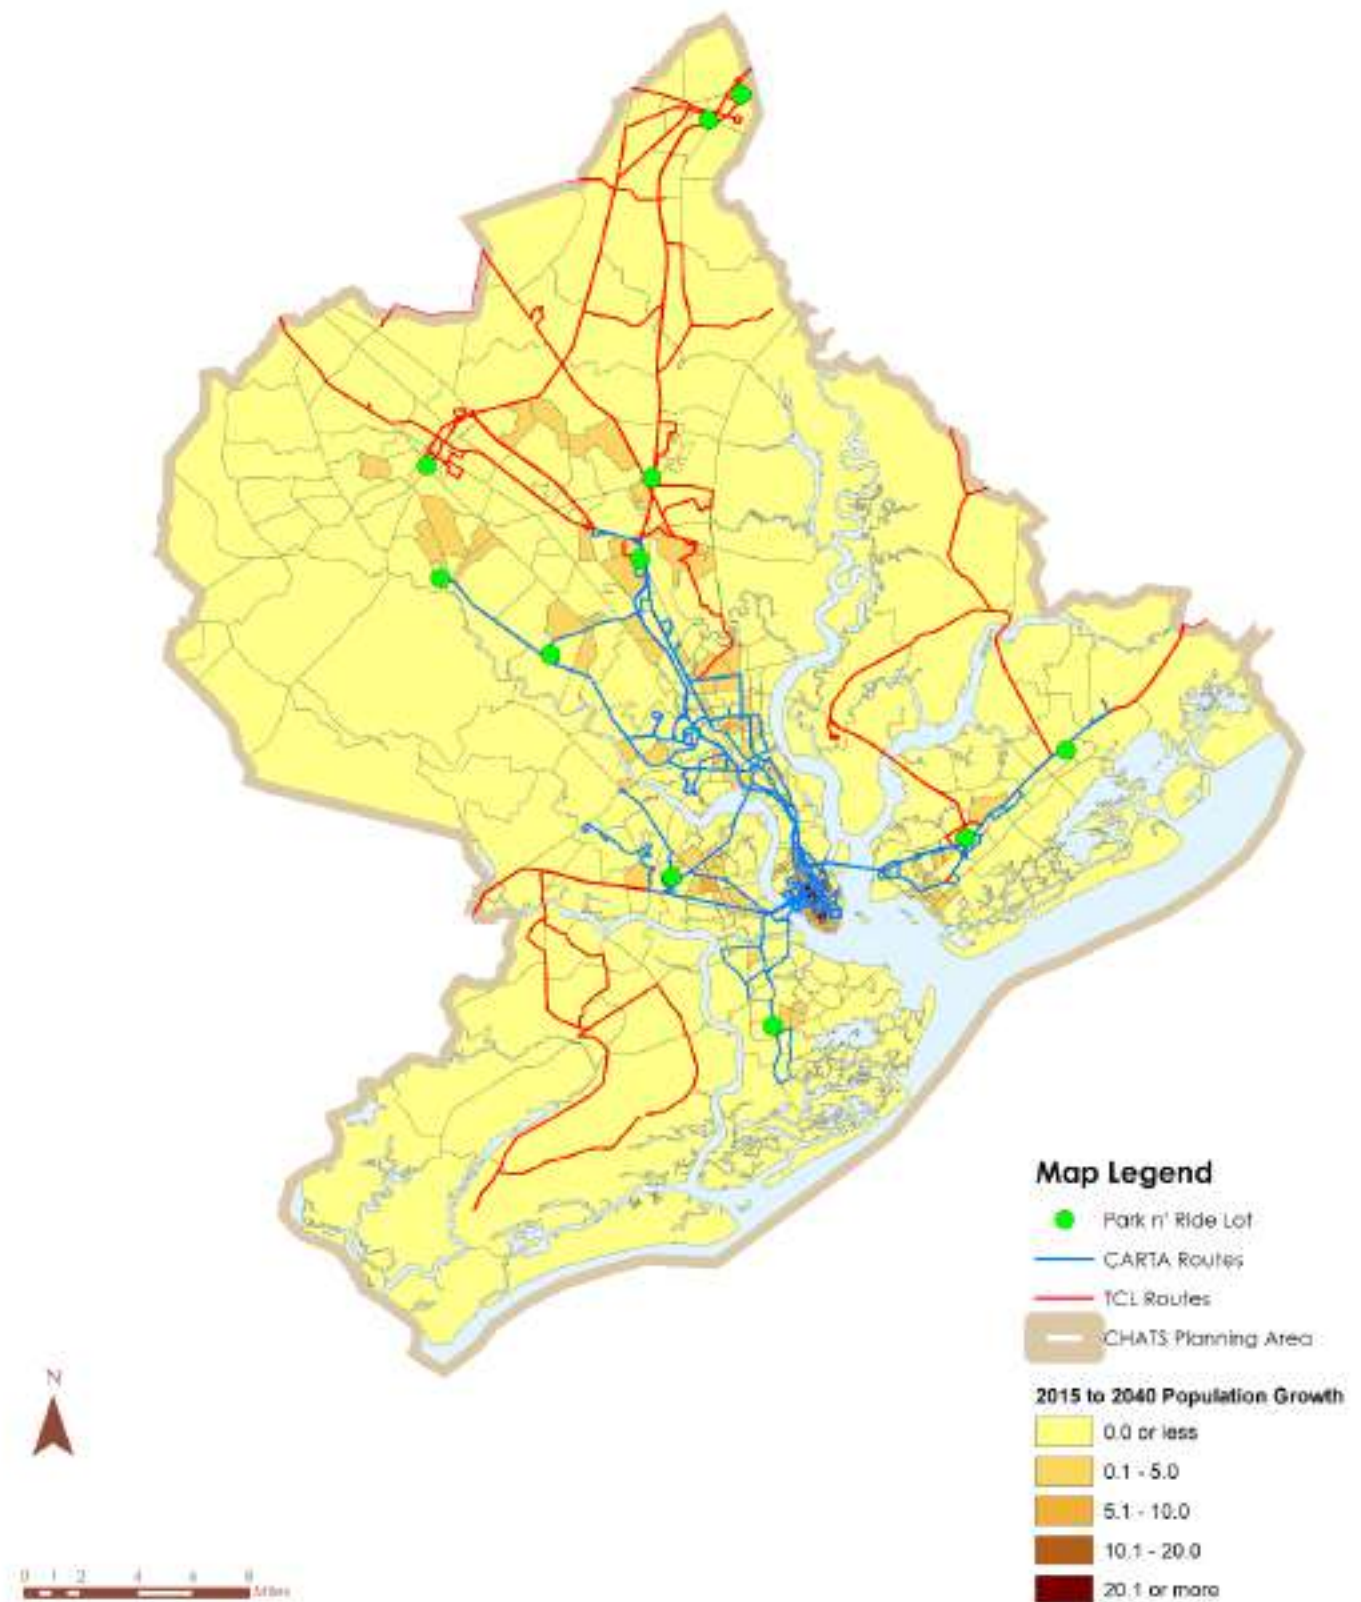 Map Legend
Park n' Ride Lot
CARTA Routes
TCL Routes
CHATS Planning Area
2015 to 2040 Population Growth
0.0 or less
0.1 - 5.0
5.1 - 10.0
10.1 - 20.0
20.1 or more
N
0 1 2 4 6 8
Miles